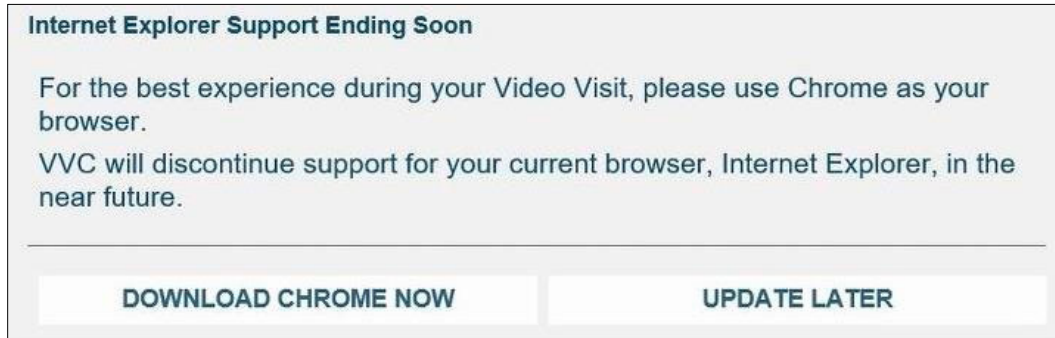 Internet Explorer Support Ending Soon
For the best experience during your Video Visit, please use Chrome as your
browser.
VVC will discontinue support for your current browser, Internet Explorer, in the
near future.
DOWNLOAD CHROME NOW
UPDATE LATER